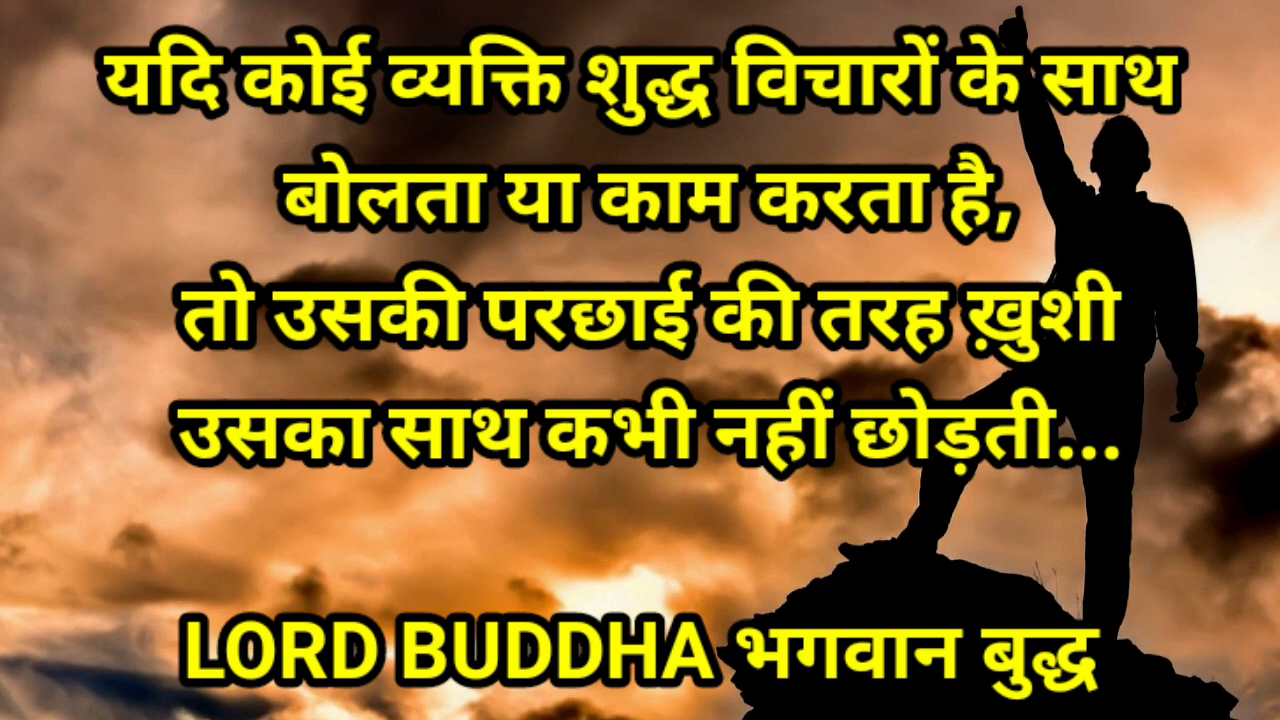 यदि कोई व्यक्ति शुद्ध विचारों के साथ
बोलता या काम करता है,
तो उसकी परछाई की तरह ख़ुशी
उसका साथ कभी नहीं छोड़ती...
LORD BUDDHA भगवान बुद्ध